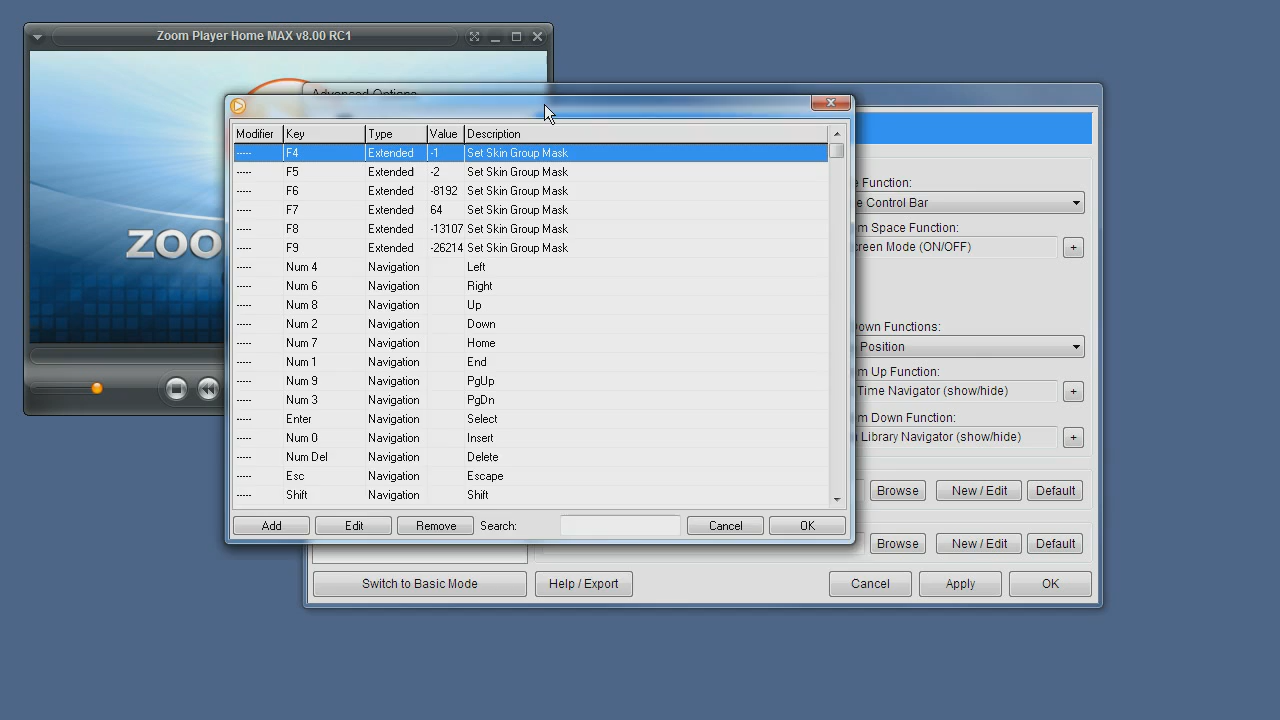 Zoom Player Home MAX v8.00 RC1
ZOO
Advanced Options
Modifier Key Type Value Description
----- F4 Extended -1 Set Skin Group Mask
----- F5 Extended -2 Set Skin Group Mask
----- F6 Extended -8192 Set Skin Group Mask
----- F7 Extended 64 Set Skin Group Mask
----- F8 Extended -13107 Set Skin Group Mask
----- F9 Extended -26214 Set Skin Group Mask
----- Num 4 Navigation Left
----- Num 6 Navigation Right
----- Num 8 Navigation Up
----- Num 2 Navigation Down
----- Num 7 Navigation Home
----- Num 1 Navigation End
----- Num 9 Navigation PgUp
----- Num 3 Navigation PgDn
----- Enter Navigation Select
----- Num 0 Navigation Insert
----- Num Del Navigation Delete
----- Esc Navigation Escape
----- Shift Navigation Shift
Add Edit Remove Search: Cancel OK
e Function:
e Control Bar
m Space Function:
creen Mode (ON/OFF)
+
own Functions:
Position
m Up Function:
Time Navigator (show/hide)
+
m Down Function:
Library Navigator (show/hide)
+
Browse New / Edit Default
Browse New / Edit Default
Switch to Basic Mode Help / Export Cancel Apply OK